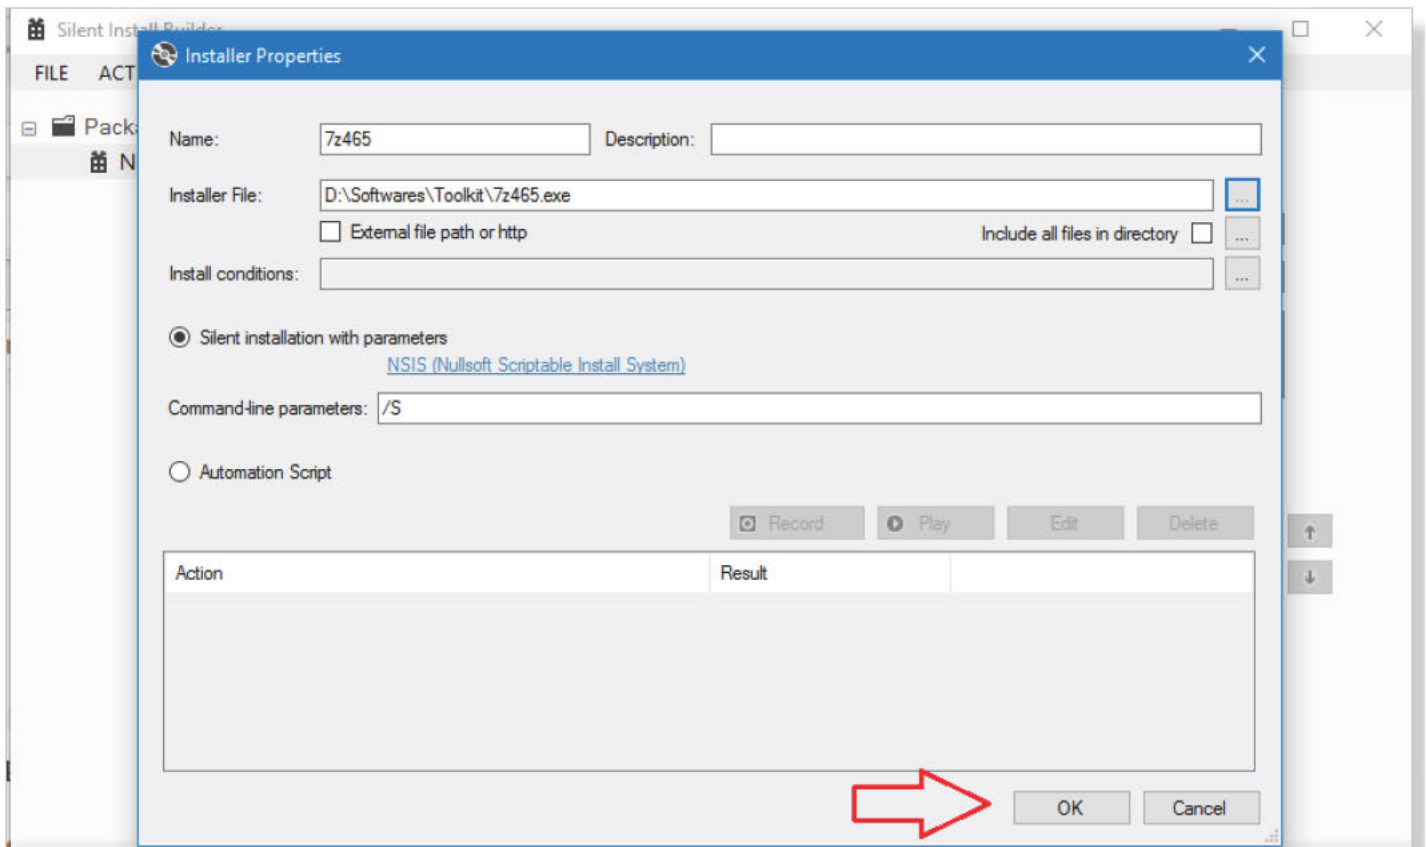 Silent Install Builder
Installer Properties
FILE ACT
Pack
N
Name: 7z465 Description:
Installer File: D:\Softwares\Toolkit\7z465.exe ...
External file path or http Include all files in directory ...
Install conditions: ...
Silent installation with parameters
NSIS (Nullsoft Scriptable Install System)
Command-line parameters: /S
Automation Script
Record Play Edit Delete
Action Result
OK Cancel